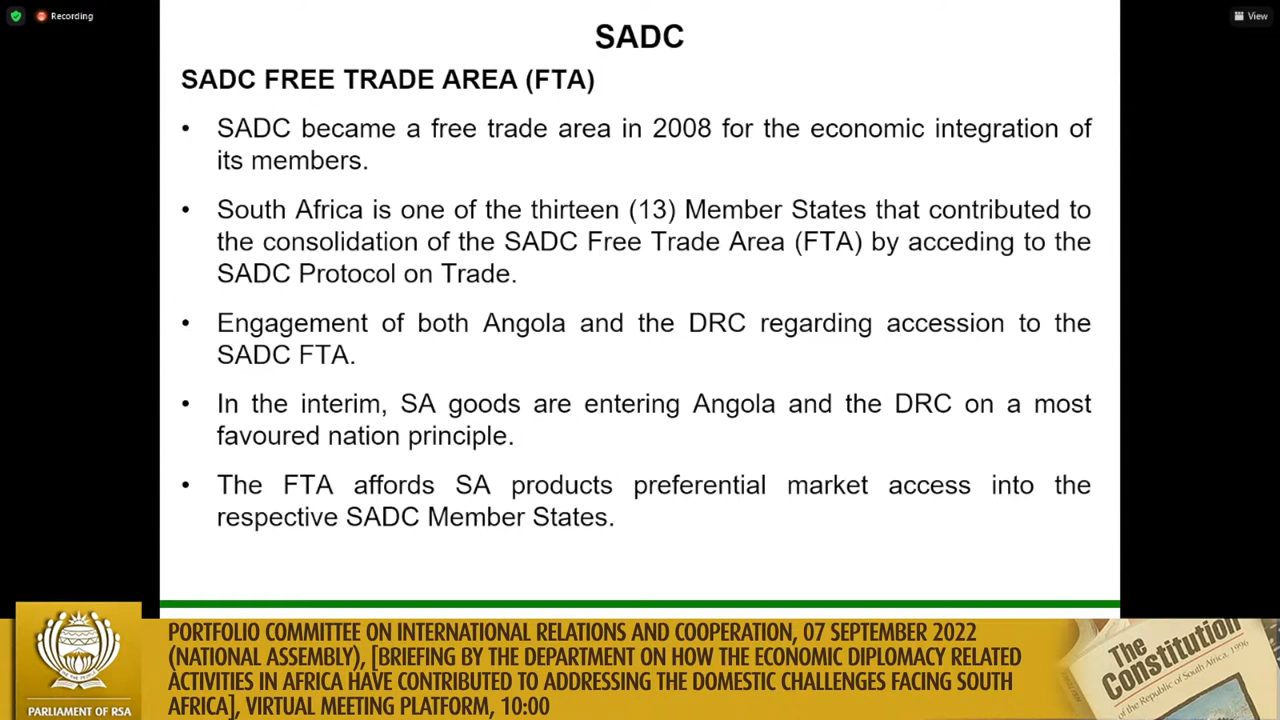 Recording
View
SADC
SADC FREE TRADE AREA (FTA)
• SADC became a free trade area in 2008 for the economic integration of
its members.
• South Africa is one of the thirteen (13) Member States that contributed to
the consolidation of the SADC Free Trade Area (FTA) by acceding to the
SADC Protocol on Trade.
• Engagement of both Angola and the DRC regarding accession to the
SADC FTA.
• In the interim, SA goods are entering Angola and the DRC on a most
favoured nation principle.
• The FTA affords SA products preferential market access into the
respective SADC Member States.
PORTFOLIO COMMITTEE ON INTERNATIONAL RELATIONS AND COOPERATION, 07 SEPTEMBER 2022
(NATIONAL ASSEMBLY), [BRIEFING BY THE DEPARTMENT ON HOW THE ECONOMIC DIPLOMACY RELATED
ACTIVITIES IN AFRICA HAVE CONTRIBUTED TO ADDRESSING THE DOMESTIC CHALLENGES FACING SOUTH
AFRICA], VIRTUAL MEETING PLATFORM, 10:00
PARLIAMENT OF RSA
The
Constitution
of the Republic of South Africa, 1996